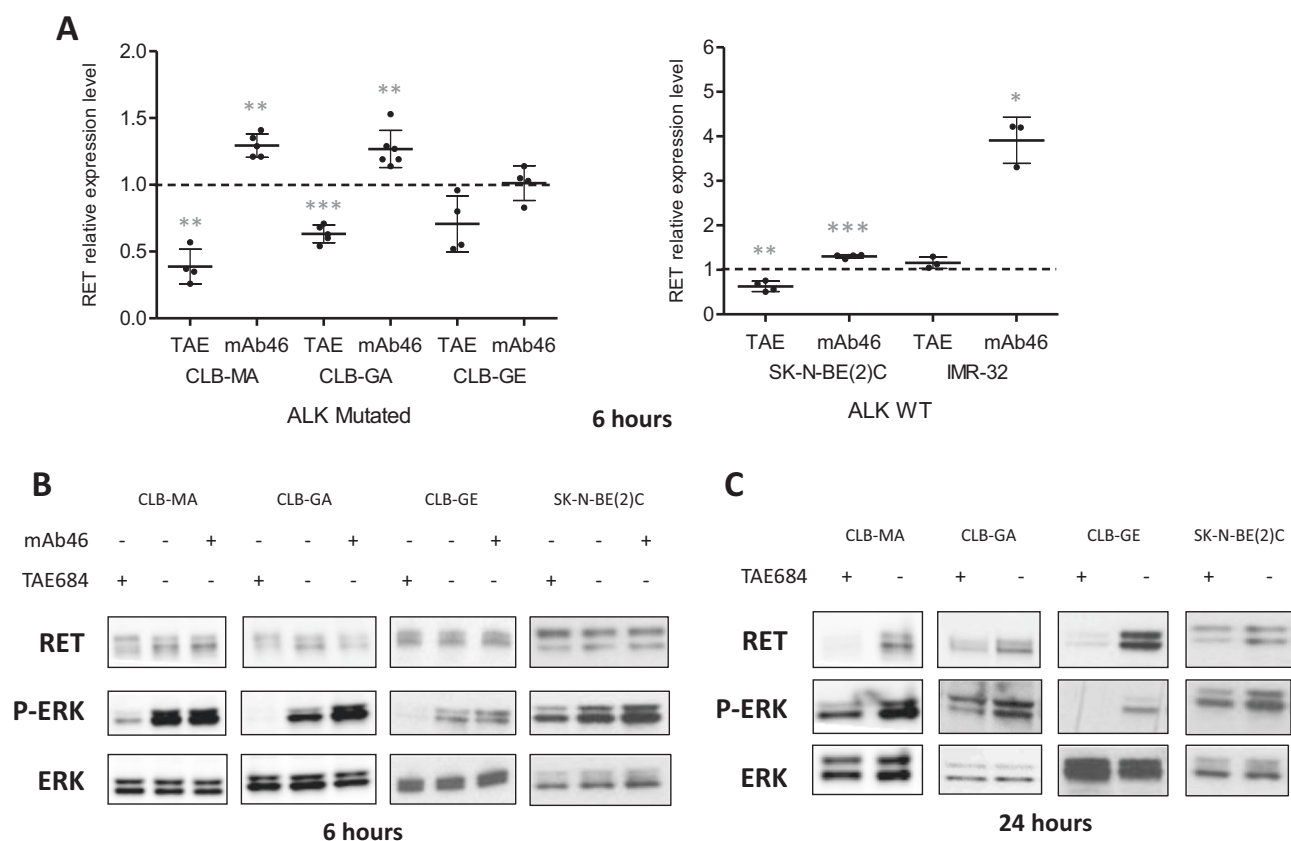 A
RET relative expression level
2.0
1.5
1.0
0.5
0.0
** ** *** **
TAE mAb46 TAE mAb46 TAE mAb46
CLB-MA CLB-GA CLB-GE
ALK Mutated
RET relative expression level
6
5
4
3
2
1
0
** *** *
TAE mAb46 TAE mAb46
SK-N-BE(2)C IMR-32
ALK WT
6 hours
B
CLB-MA CLB-GA CLB-GE SK-N-BE(2)C
mAb46 - - + - - + - - + - - +
TAE684 + - - + - - + - - + - -
RET
P-ERK
ERK
6 hours
C
CLB-MA CLB-GA CLB-GE SK-N-BE(2)C
TAE684 + - + - + - + -
RET
P-ERK
ERK
24 hours